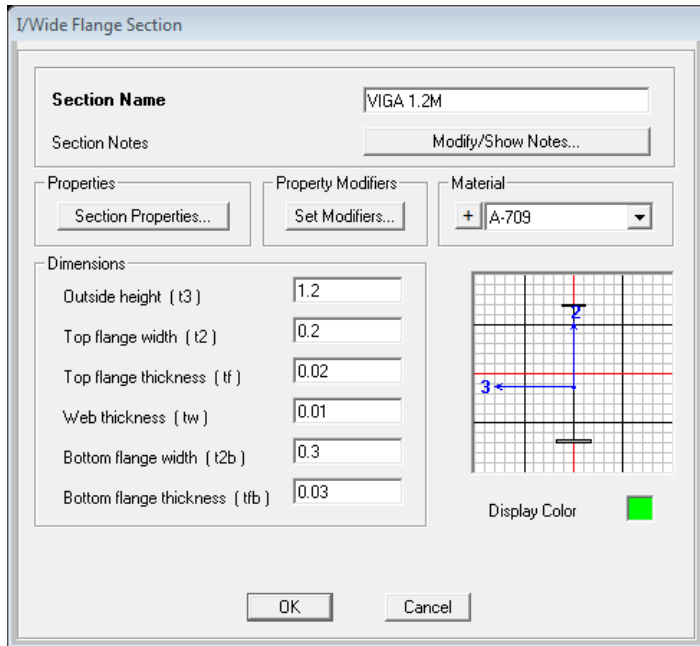 I/Wide Flange Section
Section Name VIGA 1.2M
Section Notes Modify/Show Notes...
Properties Property Modifiers Material
Section Properties... Set Modifiers... + A-709
Dimensions
Outside height ( t3 ) 1.2
Top flange width ( t2 ) 0.2
Top flange thickness ( tf ) 0.02
Web thickness ( tw ) 0.01
Bottom flange width ( t2b ) 0.3
Bottom flange thickness ( tfb ) 0.03
2
3
Display Color
OK Cancel